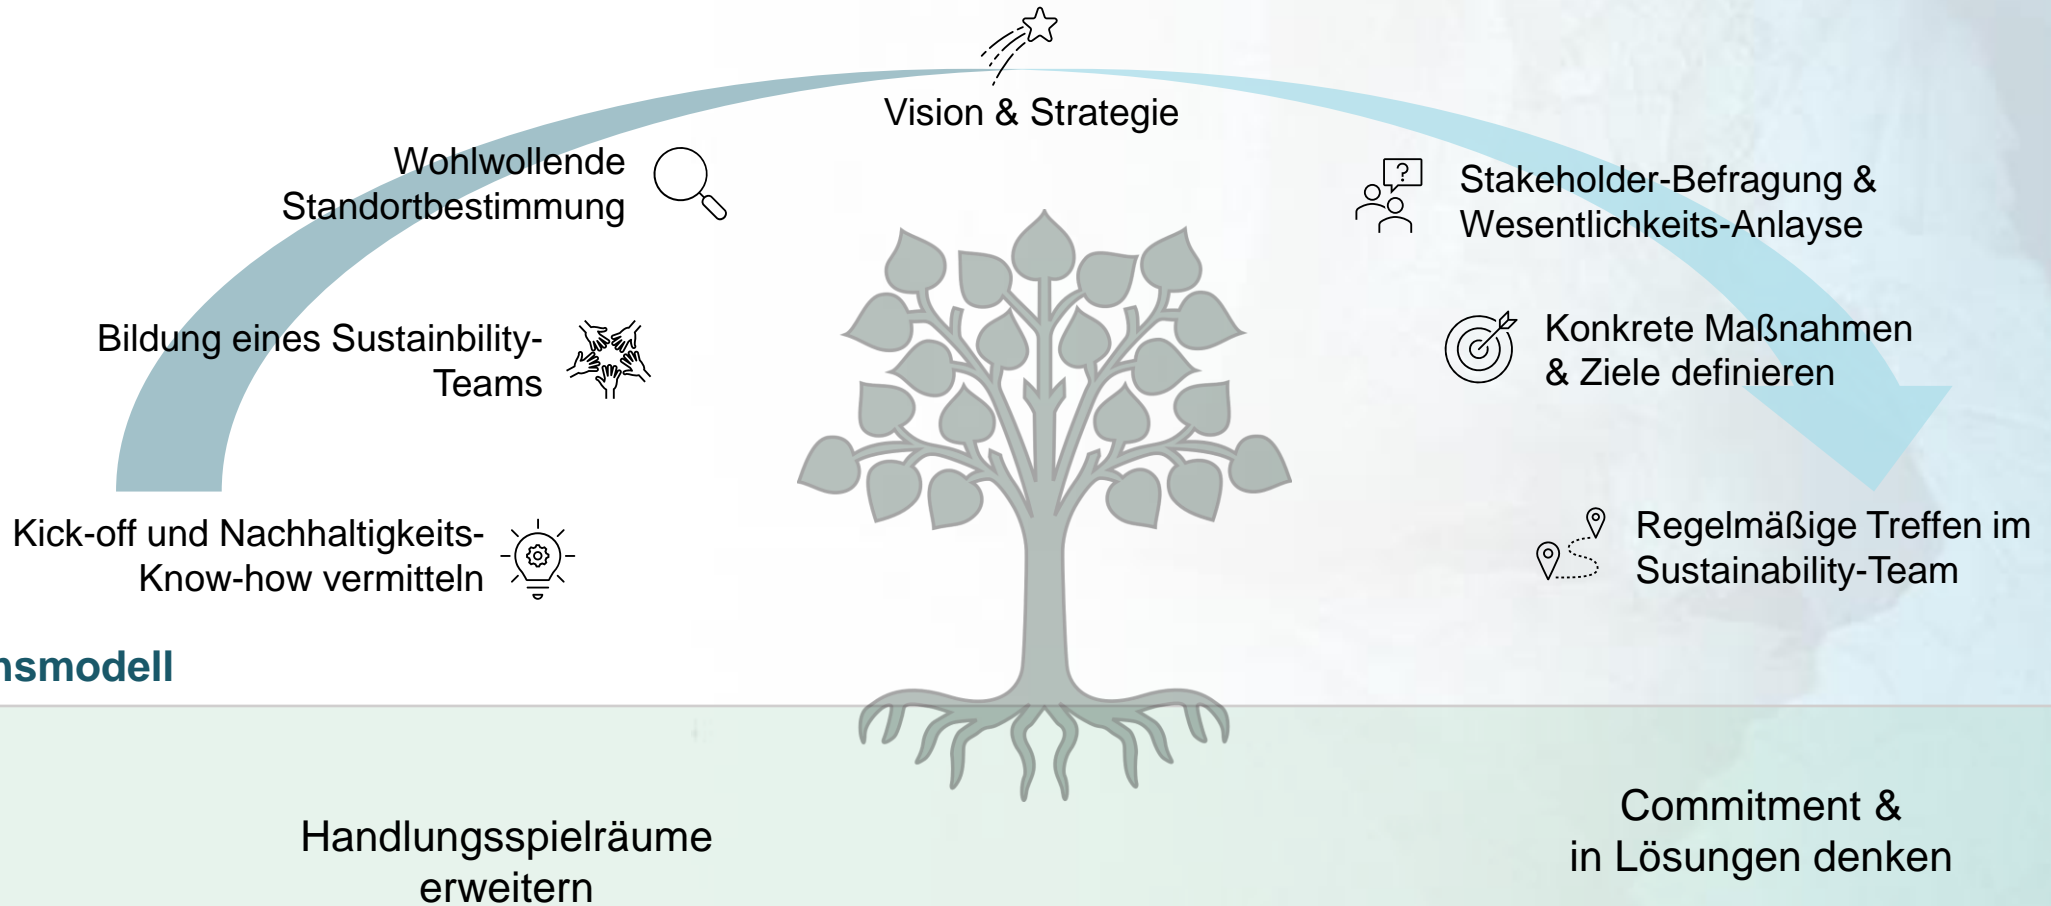 Vision & Strategie
Wohlwollende
Standortbestimmung
Bildung eines Sustainbility-
Teams
Kick-off und Nachhaltigkeits-
Know-how vermitteln
Stakeholder-Befragung &
Wesentlichkeits-Anlayse
?
Konkrete Maßnahmen
& Ziele definieren
Regelmäßige Treffen im
Sustainability-Team
nsmodell
Handlungsspielräume
erweitern
Commitment &
in Lösungen denken